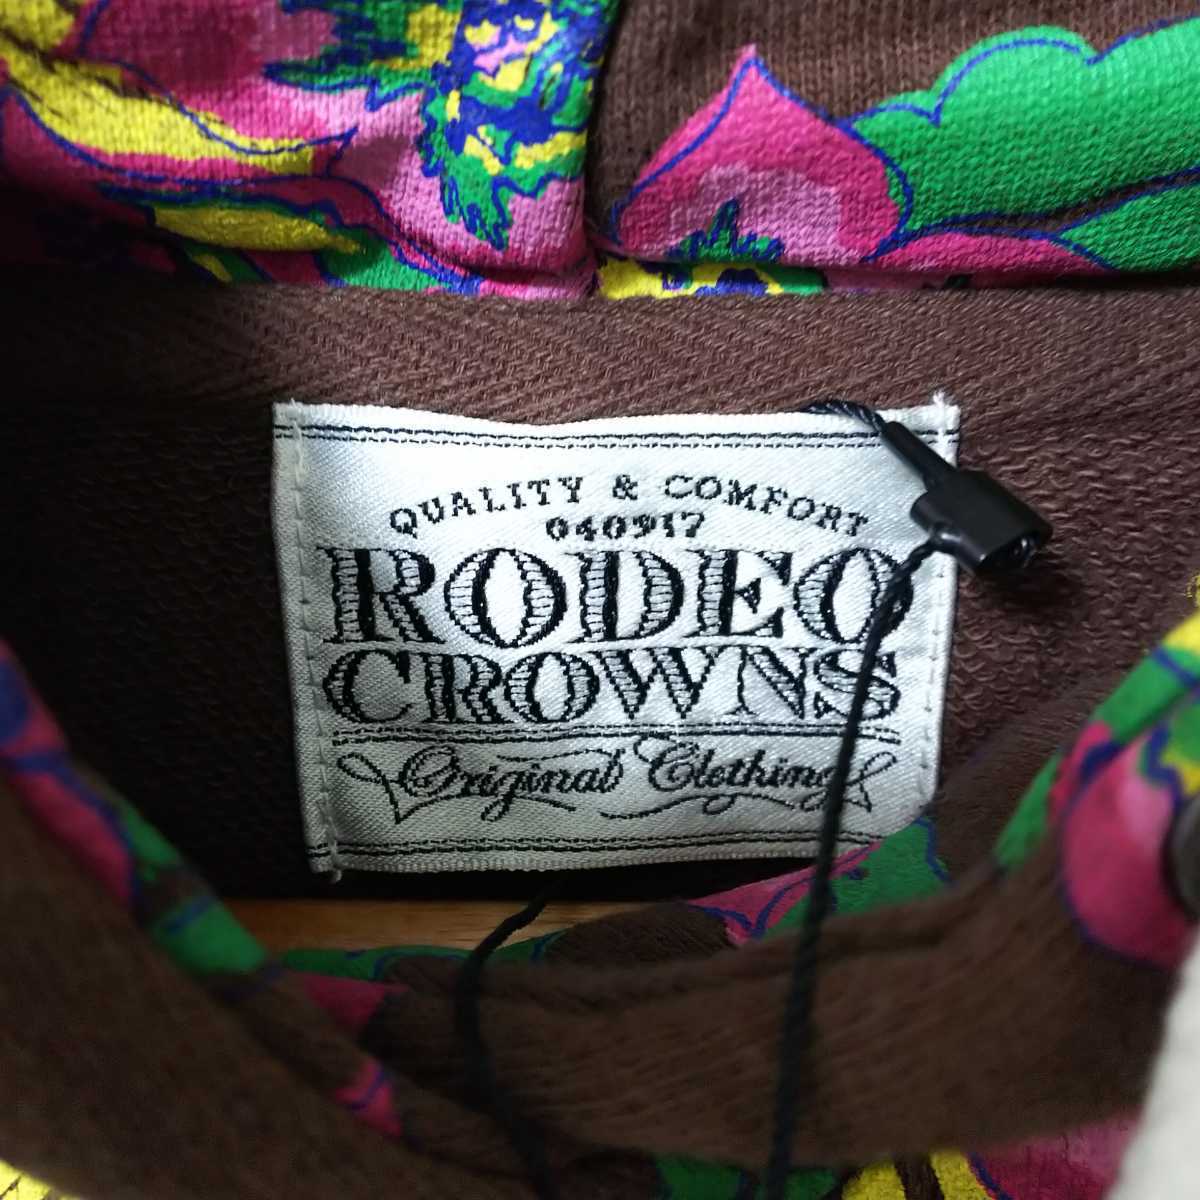 QUALITY & COMFORT
040917
RODEO
CROWNS
Original Clothing